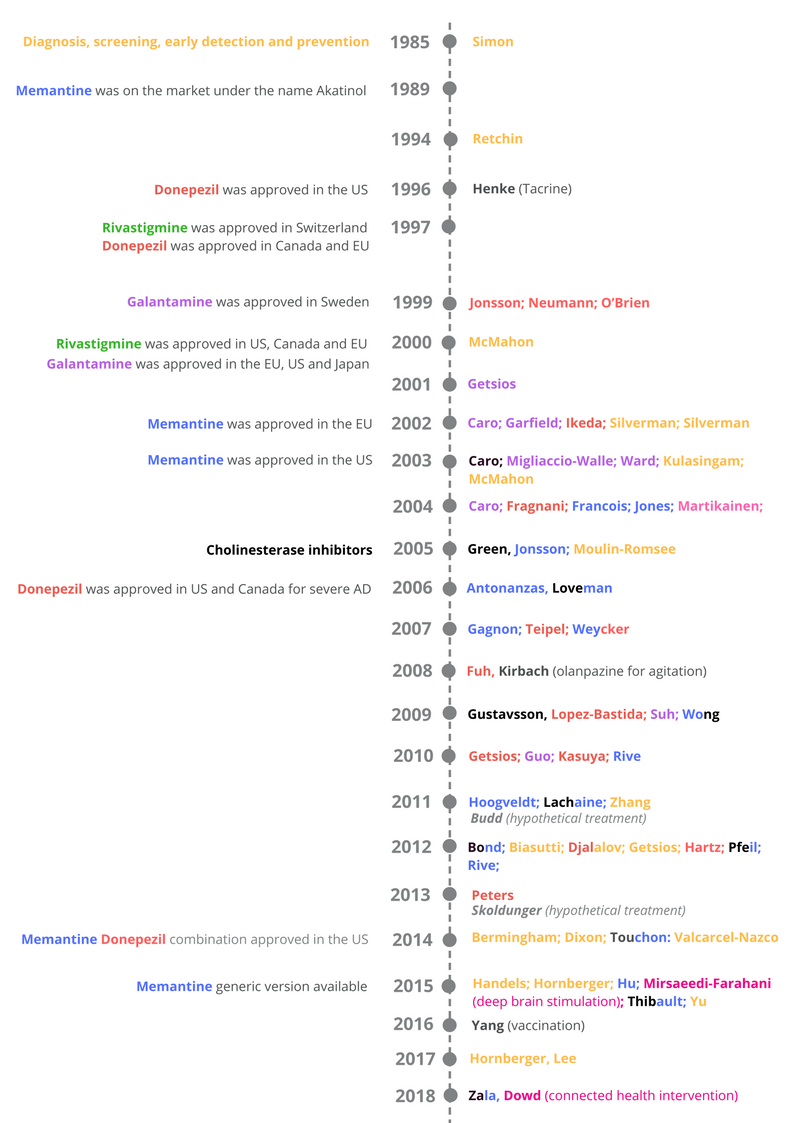 Diagnosis, screening, early detection and prevention 1985 Simon
Memantine was on the market under the name Akatinol 1989
1994 Retchin
Donepezil was approved in the US 1996 Henke (Tacrine)
Rivastigmine was approved in Switzerland 1997
Donepezil was approved in Canada and EU
Galantamine was approved in Sweden 1999 Jonsson; Neumann; O’Brien
Rivastigmine was approved in US, Canada and EU 2000 McMahon
Galantamine was approved in the EU, US and Japan
2001 Getsios
Memantine was approved in the EU 2002 Caro; Garfield; Ikeda; Silverman; Silverman
Memantine was approved in the US 2003 Caro; Migliaccio-Walle; Ward; Kulasingam;
McMahon
2004 Caro; Fragnani; Francois; Jones; Martikainen;
Cholinesterase inhibitors 2005 Green, Jonsson; Moulin-Romsee
Donepezil was approved in US and Canada for severe AD 2006 Antonanzas, Loveman
2007 Gagnon; Teipel; Weycker
2008 Fuh, Kirbach (olanpazine for agitation)
2009 Gustavsson, Lopez-Bastida; Suh; Wong
2010 Getsios; Guo; Kasuya; Rive
2011 Hoogveldt; Lachaine; Zhang
Budd (hypothetical treatment)
2012 Bond; Biasutti; Djalalov; Getsios; Hartz; Pfeil;
Rive;
2013 Peters
Skoldunger (hypothetical treatment)
Memantine Donepezil combination approved in the US 2014 Bermingham; Dixon; Touchon: Valcarcel-Nazco
Memantine generic version available 2015 Handels; Hornberger; Hu; Mirsaeedi-Farahani
(deep brain stimulation); Thibault; Yu
2016 Yang (vaccination)
2017 Hornberger, Lee
2018 Zala, Dowd (connected health intervention)